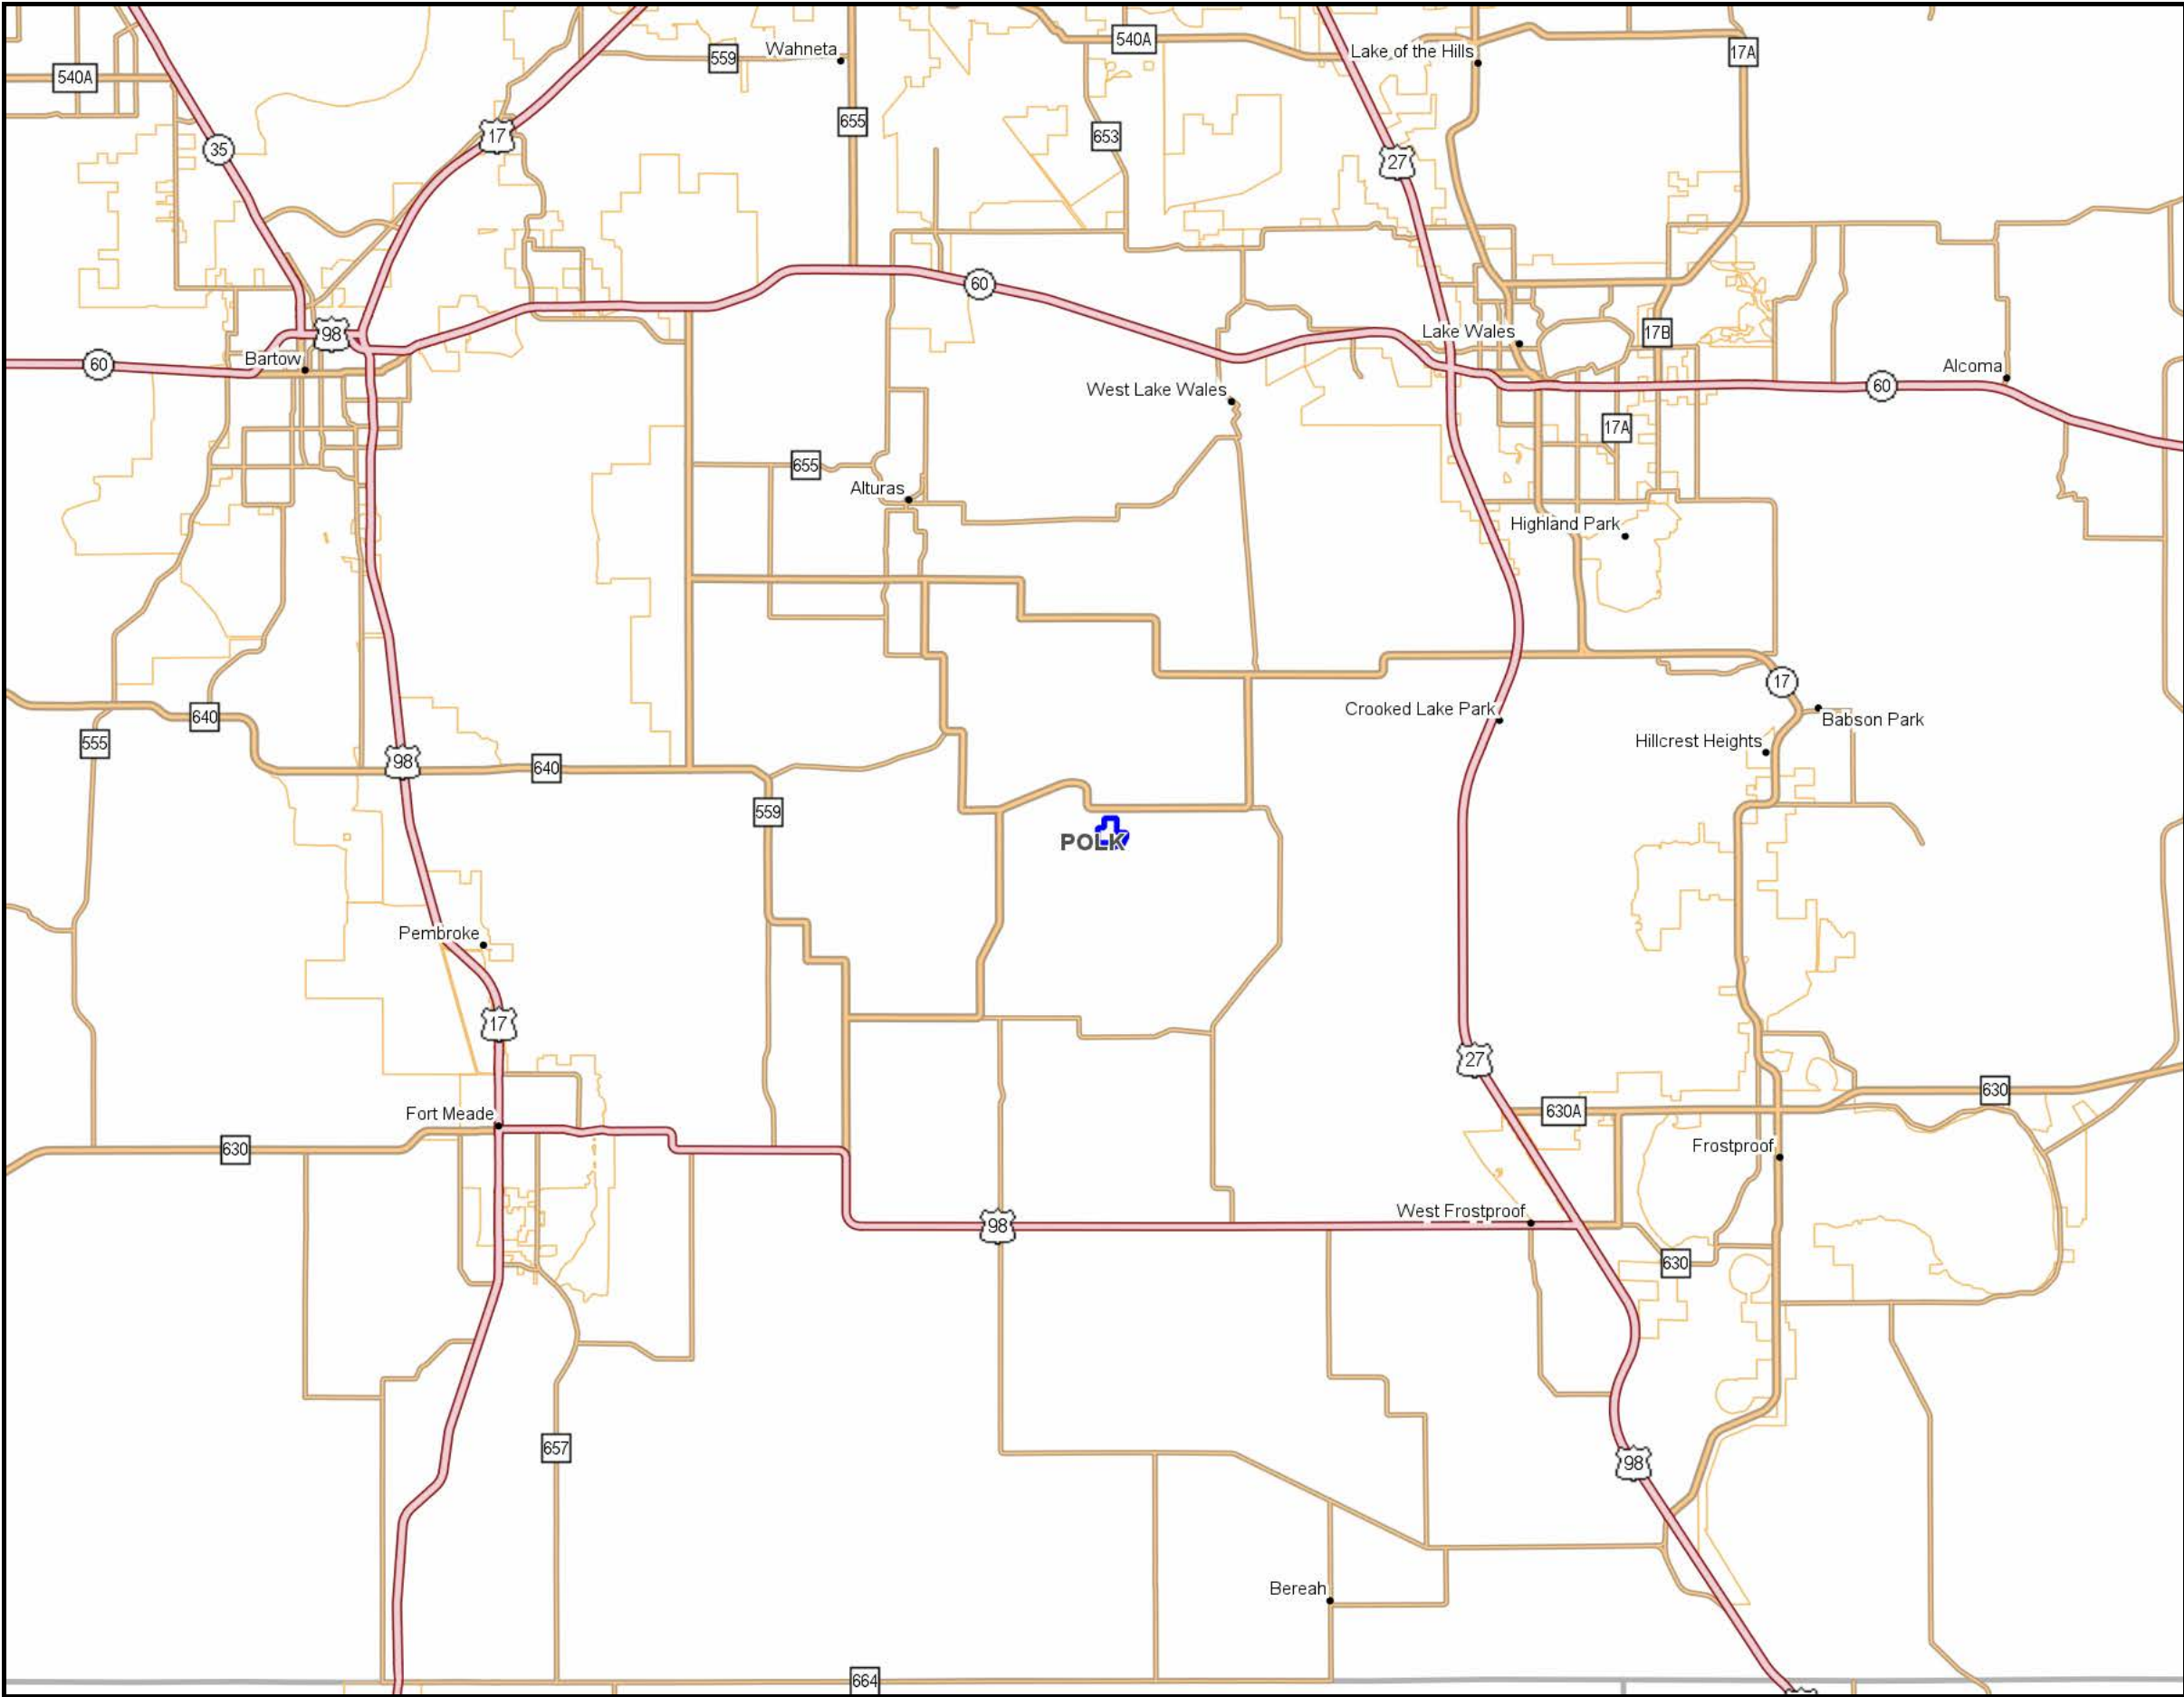 540A
Lake of the Hills
Wahneta
559
17A
540A
655
17
653
35
27
60
Lake Wales
17B
98
Bartow
60
Alcoma
60
West Lake Wales
17A
655
Alturas
Highland Park
17
Crooked Lake Park
640
Babson Park
555
Hillcrest Heights
98
640
559
POLK
Pembroke
17
27
630
630A
Fort Meade
630
Frostproof
West Frostproof
98
630
657
98
Bereah
664